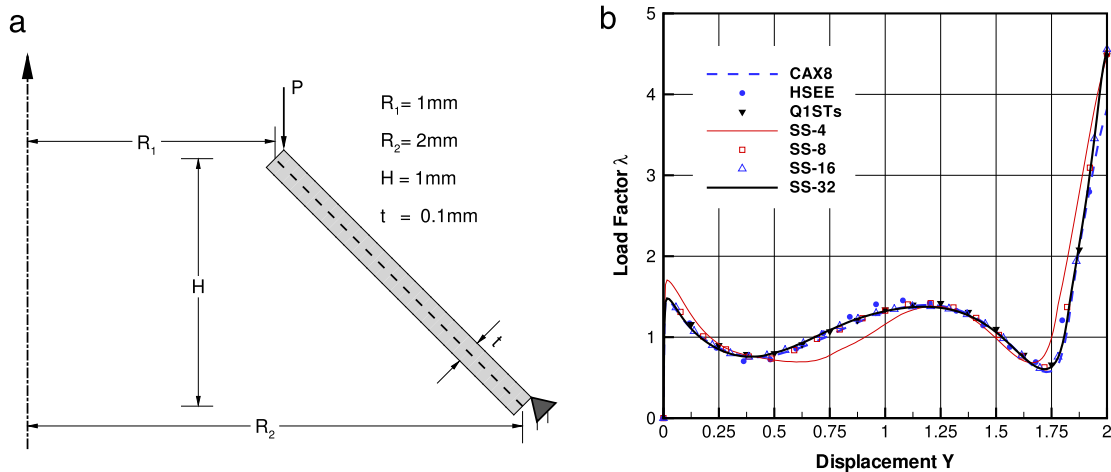 a
P
R₁
R₁= 1mm
R₂= 2mm
H = 1mm
t = 0.1mm
H
t
R₂
b
Load Factor λ
5
4
3
2
1
0
CAX8
HSEE
Q1STs
SS-4
SS-8
SS-16
SS-32
0 0.25 0.5 0.75 1 1.25 1.5 1.75 2
Displacement Y